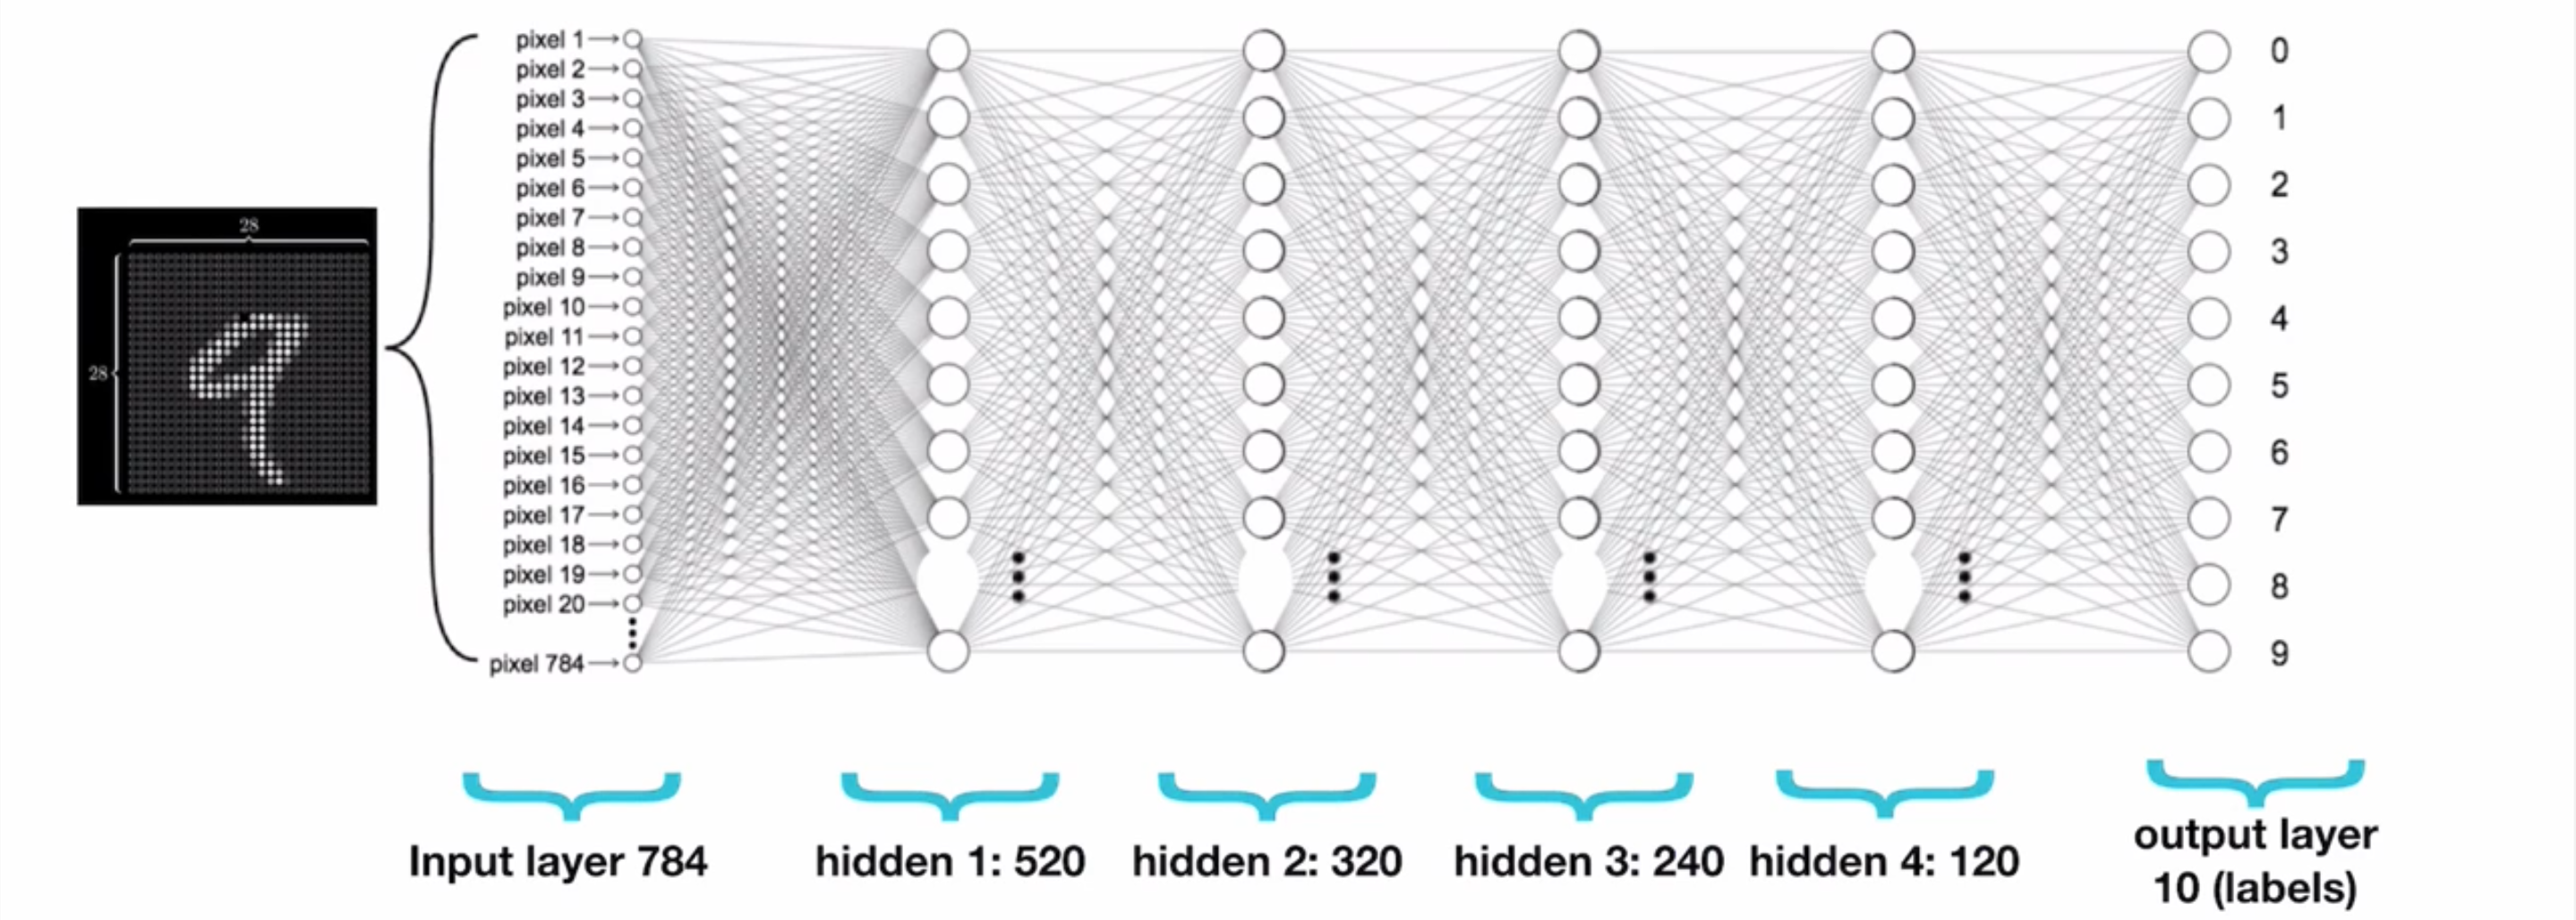 28
28
pixel 1
pixel 2
pixel 3
pixel 4
pixel 5
pixel 6
pixel 7
pixel 8
pixel 9
pixel 10
pixel 11
pixel 12
pixel 13
pixel 14
pixel 15
pixel 16
pixel 17
pixel 18
pixel 19
pixel 20
pixel 784
0
1
2
3
4
5
6
7
8
9
Input layer 784
hidden 1: 520
hidden 2: 320
hidden 3: 240
hidden 4: 120
output layer
10 (labels)